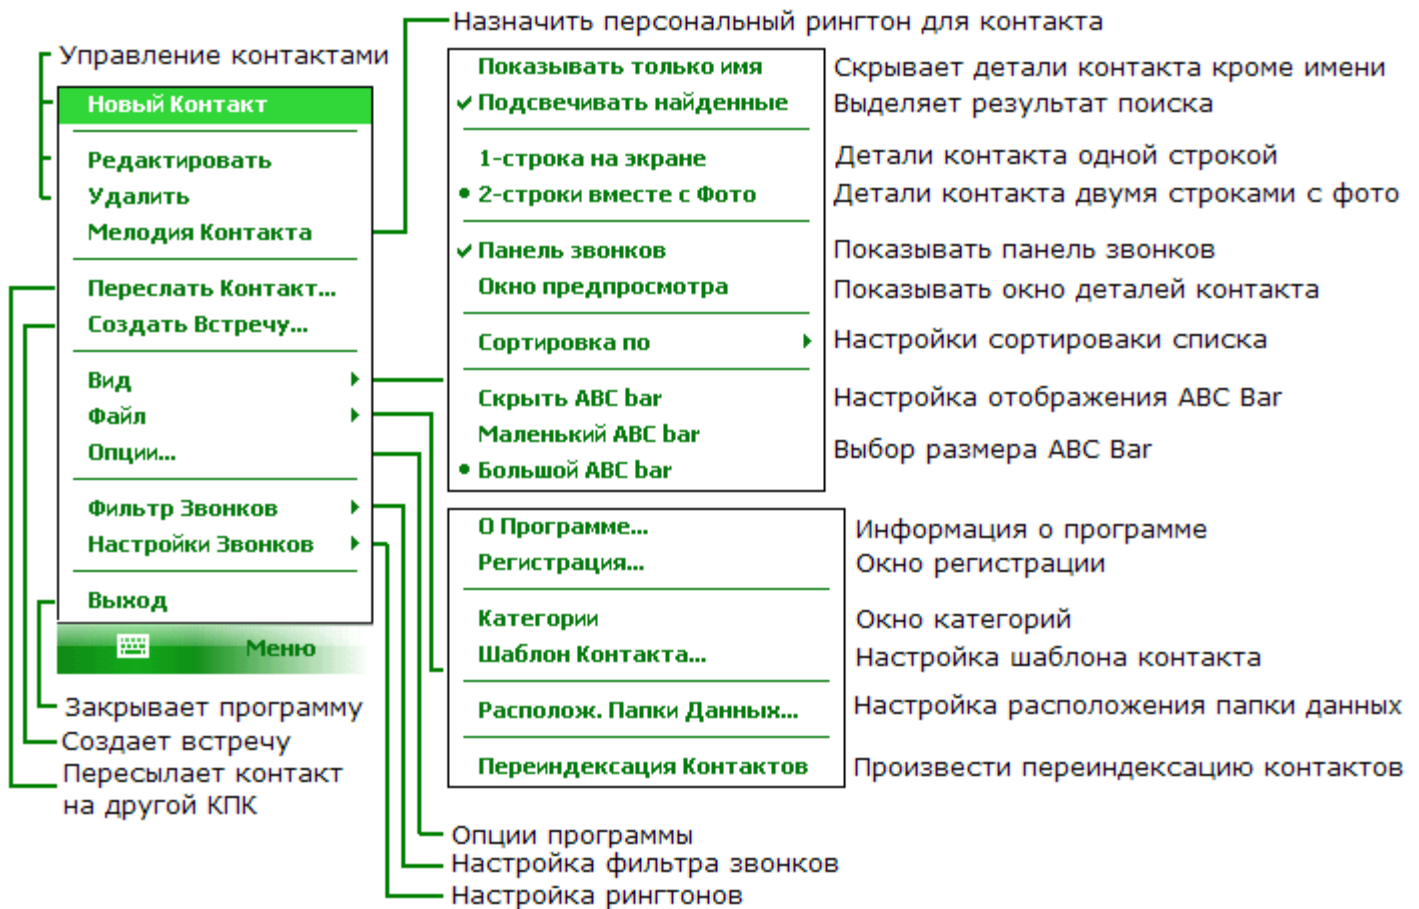 Назначить персональный рингтон для контакта
Управление контактами
Новый Контакт
Редактировать
Удалить
Мелодия Контакта
Переслать Контакт...
Создать Встречу...
Вид
Файл
Опции...
Фильтр Звонков
Настройки Звонков
Выход
Меню
Закрывает программу
Создает встречу
Пересылает контакт
на другой КПК
Показывать только имя
Скрывает детали контакта кроме имени
Подсвечивать найденные
Выделяет результат поиска
1-строка на экране
Детали контакта одной строкой
2-строки вместе с Фото
Детали контакта двумя строками с фото
Панель звонков
Показывать панель звонков
Окно предпросмотра
Показывать окно деталей контакта
Сортировка по
Настройки сортироваки списка
Скрыть ABC bar
Настройка отображения ABC Bar
Маленький ABC bar
Выбор размера ABC Bar
Большой ABC bar
О Программе...
Информация о программе
Регистрация...
Окно регистрации
Категории
Окно категорий
Шаблон Контакта...
Настройка шаблона контакта
Располож. Папки Данных...
Настройка расположения папки данных
Переиндексация Контактов
Произвести переиндексацию контактов
Опции программы
Настройка фильтра звонков
Настройка рингтонов